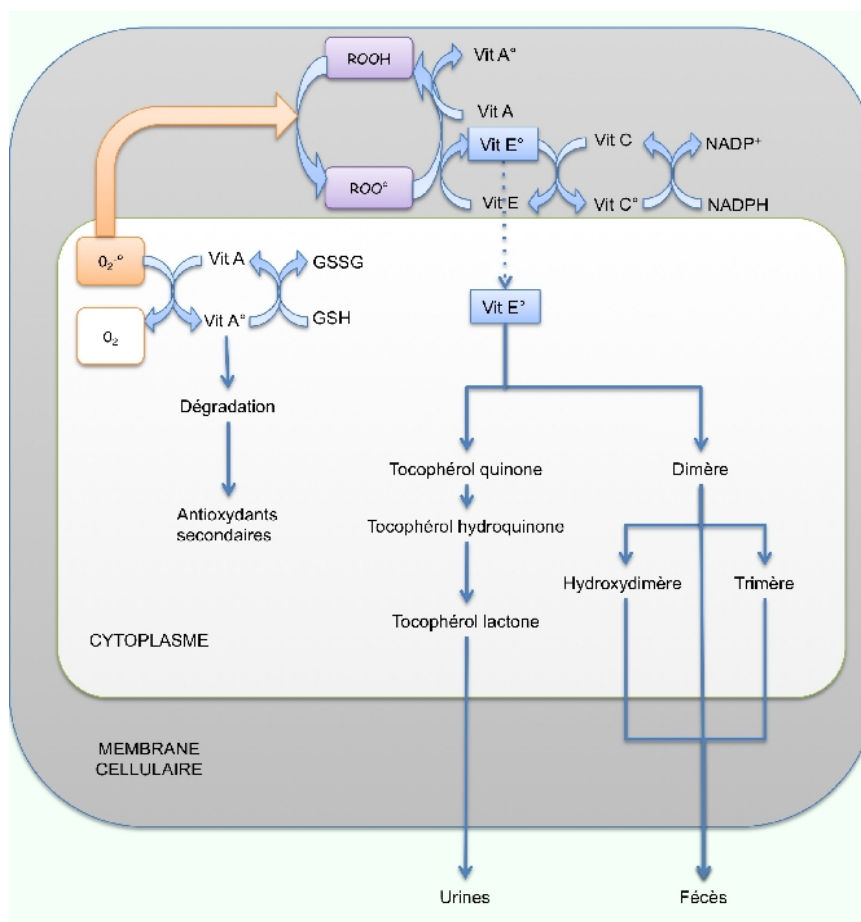 ROOH
Vit A°
Vit A
Vit E°
Vit C
NADP⁺
ROO°
Vit E
Vit C°
NADPH
O₂⁻°
Vit A
GSSG
O₂
Vit A°
GSH
Vit E°
Dégradation
Tocophérol quinone
Dimère
Antioxydants
secondaires
Tocophérol hydroquinone
Hydroxydimère
Trimère
Tocophérol lactone
CYTOPLASME
MEMBRANE
CELLULAIRE
Urines
Fécès